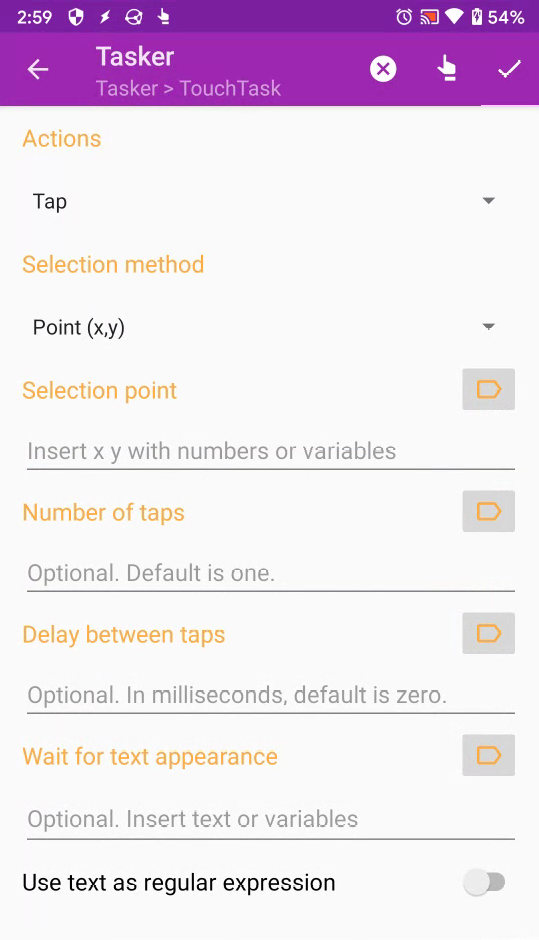 2:59 54%
Tasker
Tasker > TouchTask
Actions
Tap
Selection method
Point (x,y)
Selection point
Insert x y with numbers or variables
Number of taps
Optional. Default is one.
Delay between taps
Optional. In milliseconds, default is zero.
Wait for text appearance
Optional. Insert text or variables
Use text as regular expression